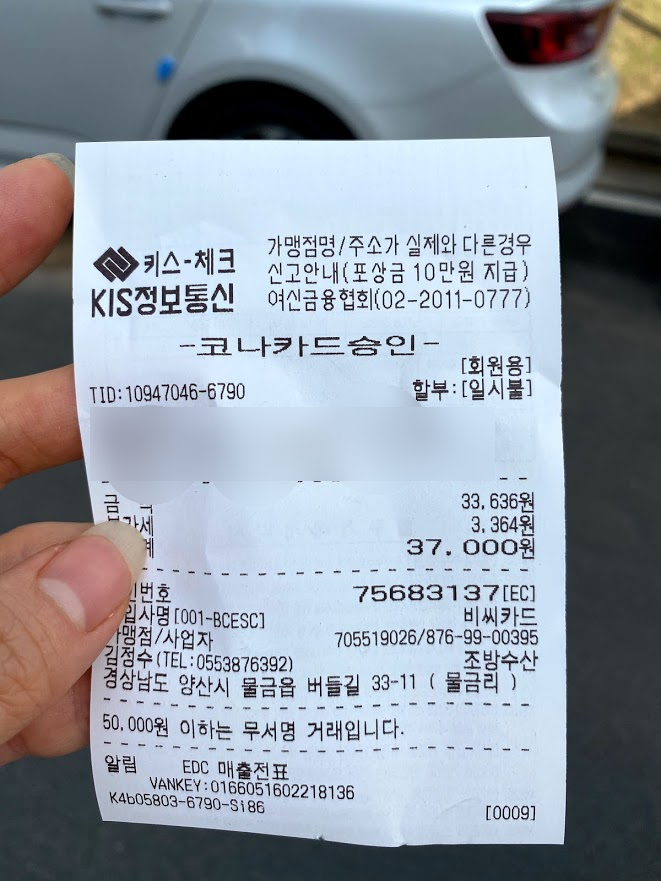 키스-체크
KIS정보통신
가맹점명/주소가 실제와 다른경우
신고안내(포상금 10만원 지급)
여신금융협회(02-2011-0777)
-코나카드승인-
[회원용]
TID:10947046-6790 할부:[일시불]
금 33,636원
3,364원
37,000원
75683137[EC]
[001-BCESC] 비씨카드
705519026/876-99-00395
김정수(TEL:0553876392) 조방수산
경상남도 양산시 물금읍 버들길 33-11 ( 물금리 )
50,000원 이하는 무서명 거래입니다.
알림 EDC 매출전표
VANKEY:0166051602218136
K4b05803-6790-Si86 [0009]